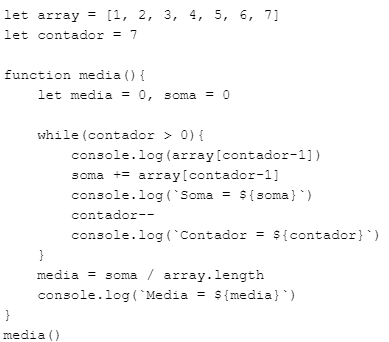 let array = [1, 2, 3, 4, 5, 6, 7]
let contador = 7
function media(){
let media = 0, soma = 0
while(contador > 0){
console.log(array[contador-1])
soma += array[contador-1]
console.log(`Soma = ${soma}`)
contador--
console.log(`Contador = ${contador}`)
}
media = soma / array.length
console.log(`Media = ${media}`)
}
media()